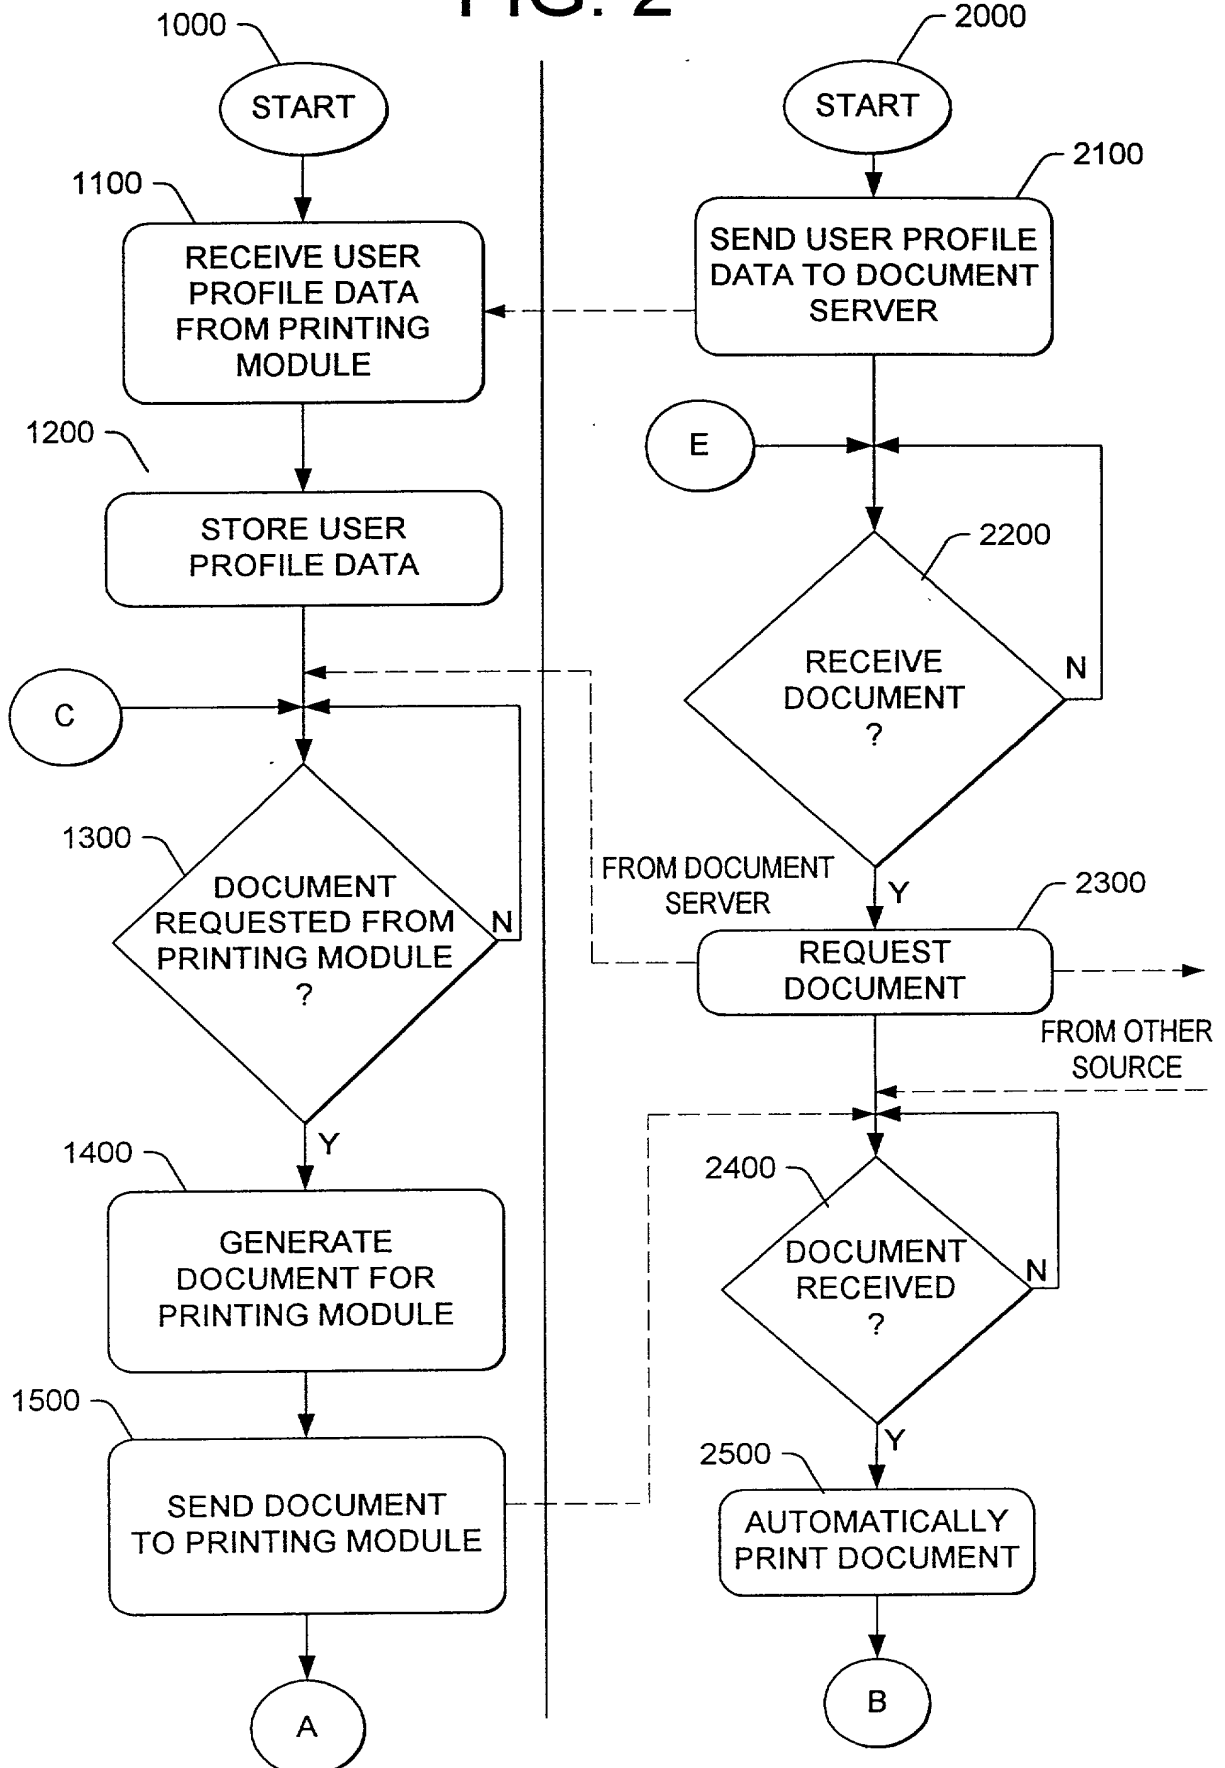 FIG. 2
1000
START
1100
RECEIVE USER
PROFILE DATA
FROM PRINTING
MODULE
1200
STORE USER
PROFILE DATA
C
1300
DOCUMENT
REQUESTED FROM
PRINTING MODULE
?
N
Y
1400
GENERATE
DOCUMENT FOR
PRINTING MODULE
1500
SEND DOCUMENT
TO PRINTING MODULE
A
2000
START
2100
SEND USER PROFILE
DATA TO DOCUMENT
SERVER
E
2200
RECEIVE
DOCUMENT
?
N
Y
FROM DOCUMENT
SERVER
2300
REQUEST
DOCUMENT
FROM OTHER
SOURCE
2400
DOCUMENT
RECEIVED
?
N
Y
2500
AUTOMATICALLY
PRINT DOCUMENT
B